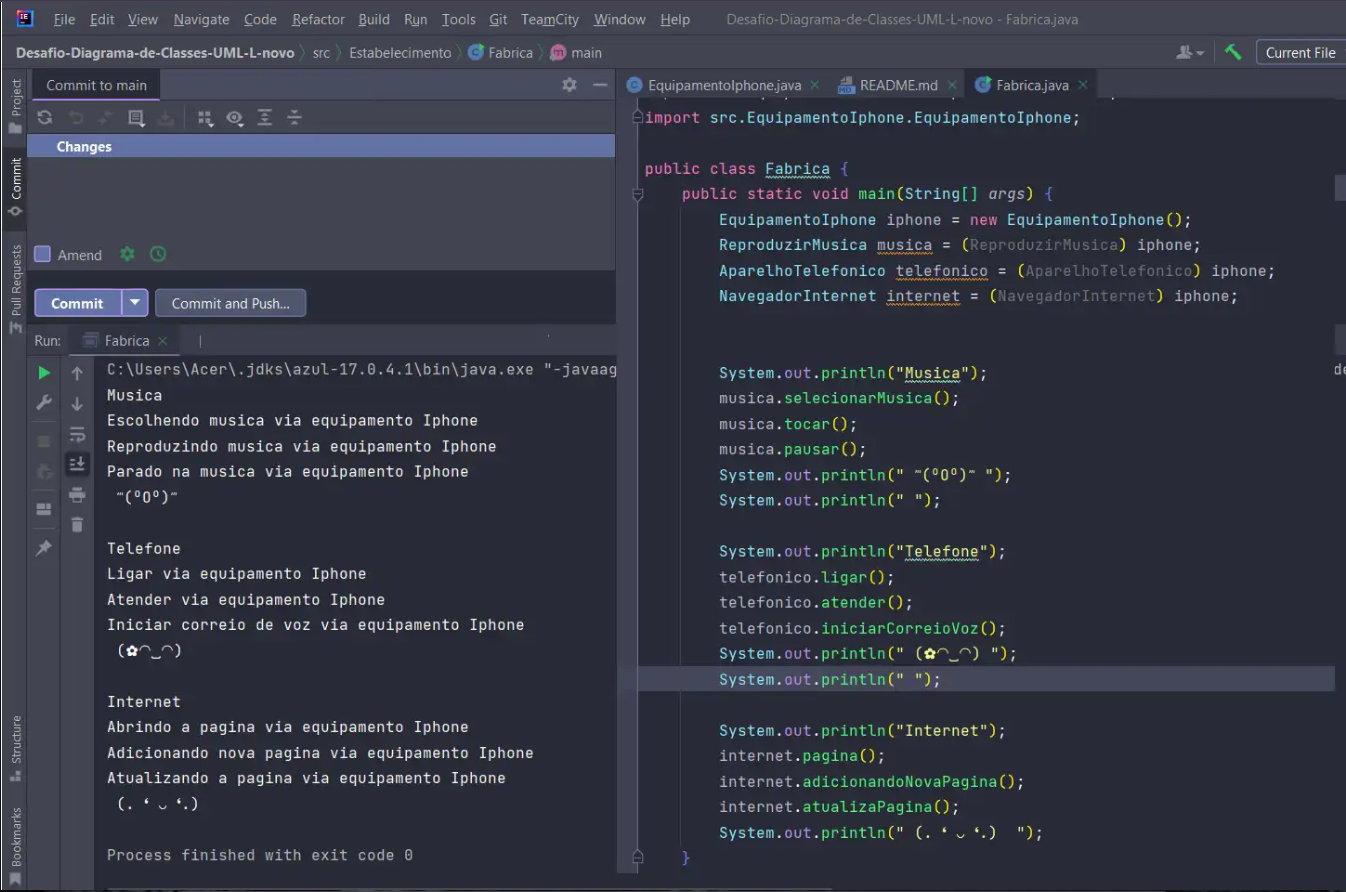 File Edit View Navigate Code Refactor Build Run Tools Git TeamCity Window Help Desafio-Diagrama-de-Classes-UML-L-novo - Fabrica.java
Desafio-Diagrama-de-Classes-UML-L-novo src Estabelecimento Fabrica main Current File
Project
Commit
Pull Requests
Structure
Bookmarks
Commit to main
Changes
Amend
Commit Commit and Push...
Run: Fabrica
C:\Users\Acer\.jdks\azul-17.0.4.1\bin\java.exe "-javaag
Musica
Escolhendo musica via equipamento Iphone
Reproduzindo musica via equipamento Iphone
Parado na musica via equipamento Iphone
˜(⁰O⁰)˜
Telefone
Ligar via equipamento Iphone
Atender via equipamento Iphone
Iniciar correio de voz via equipamento Iphone
(✿◠‿◠)
Internet
Abrindo a pagina via equipamento Iphone
Adicionando nova pagina via equipamento Iphone
Atualizando a pagina via equipamento Iphone
(. ❛ ᴗ ❛.)
Process finished with exit code 0
EquipamentoIphone.java README.md Fabrica.java
import src.EquipamentoIphone.EquipamentoIphone;
public class Fabrica {
public static void main(String[] args) {
EquipamentoIphone iphone = new EquipamentoIphone();
ReproduzirMusica musica = (ReproduzirMusica) iphone;
AparelhoTelefonico telefonico = (AparelhoTelefonico) iphone;
NavegadorInternet internet = (NavegadorInternet) iphone;
System.out.println("Musica");
musica.selecionarMusica();
musica.tocar();
musica.pausar();
System.out.println(" ˜(⁰O⁰)˜ ");
System.out.println(" ");
System.out.println("Telefone");
telefonico.ligar();
telefonico.atender();
telefonico.iniciarCorreioVoz();
System.out.println(" (✿◠‿◠) ");
System.out.println(" ");
System.out.println("Internet");
internet.pagina();
internet.adicionandoNovaPagina();
internet.atualizaPagina();
System.out.println(" (. ❛ ᴗ ❛.)  ");
}